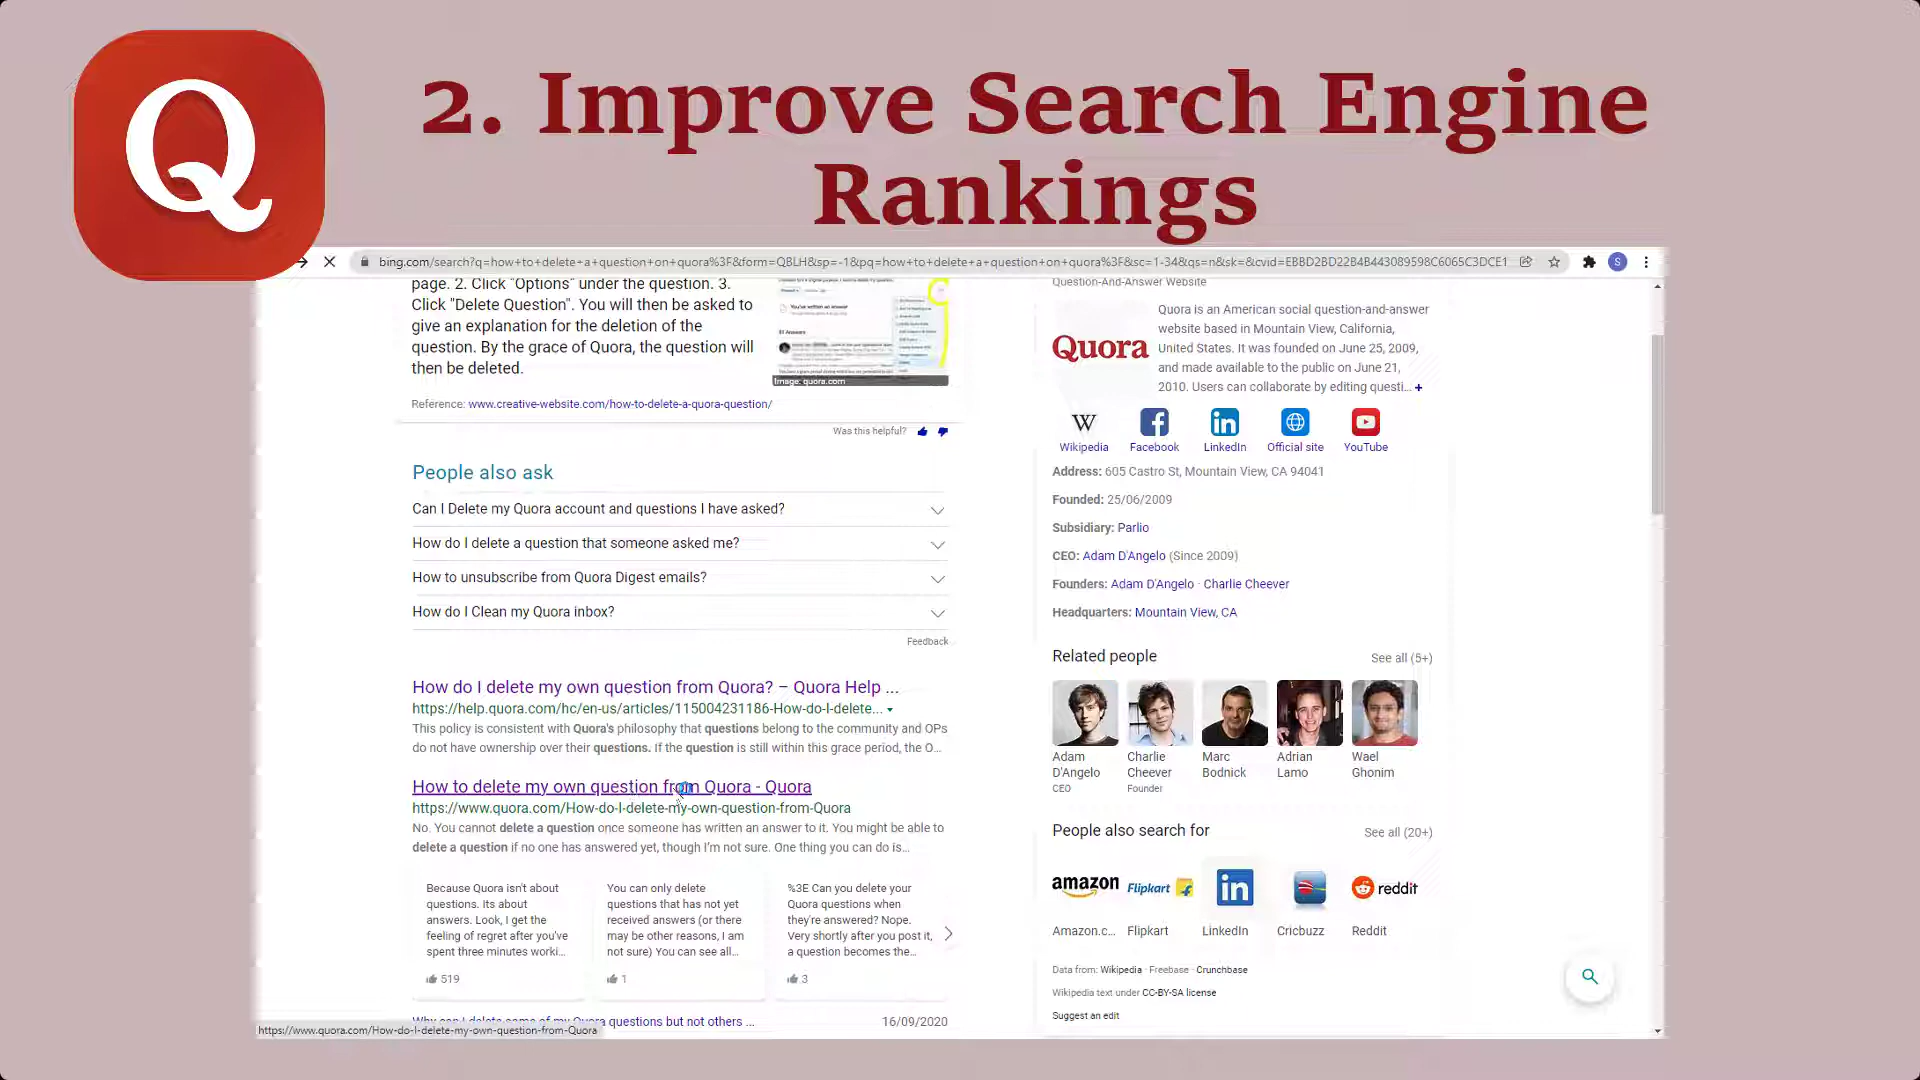 Q
2. Improve Search Engine
Rankings
bing.com/search?q=how+to+delete+a+question+on+quora%3F&form=QBLH&sp=-1&pq=how+to+delete+a+question+on+quora%3F&sc=1-34&qs=n&sk=&cvid=EBBD2BD22B4B443089598C6065C3DCE1
S
page. 2. Click "Options" under the question. 3.
Click "Delete Question". You will then be asked to
give an explanation for the deletion of the
question. By the grace of Quora, the question will
then be deleted.
Image: quora.com
Reference: www.creative-website.com/how-to-delete-a-quora-question/
Was this helpful?
People also ask
Can I Delete my Quora account and questions I have asked?
How do I delete a question that someone asked me?
How to unsubscribe from Quora Digest emails?
How do I Clean my Quora inbox?
Feedback
How do I delete my own question from Quora? – Quora Help ...
https://help.quora.com/hc/en-us/articles/115004231186-How-do-I-delete...
This policy is consistent with Quora's philosophy that questions belong to the community and OPs
do not have ownership over their questions. If the question is still within this grace period, the O...
How to delete my own question from Quora - Quora
https://www.quora.com/How-do-I-delete-my-own-question-from-Quora
No. You cannot delete a question once someone has written an answer to it. You might be able to
delete a question if no one has answered yet, though I'm not sure. One thing you can do is...
Because Quora isn't about
questions. Its about
answers. Look, I get the
feeling of regret after you've
spent three minutes worki...
519
You can only delete
questions that has not yet
received answers (or there
may be other reasons, I am
not sure) You can see all...
1
%3E Can you delete your
Quora questions when
they're answered? Nope.
Very shortly after you post it,
a question becomes the...
3
Why can I delete some of my Quora questions but not others ...
16/09/2020
https://www.quora.com/How-do-I-delete-my-own-question-from-Quora
Question-And-Answer Website
Quora
Quora is an American social question-and-answer
website based in Mountain View, California,
United States. It was founded on June 25, 2009,
and made available to the public on June 21,
2010. Users can collaborate by editing questi... +
W
Wikipedia
Facebook
LinkedIn
Official site
YouTube
Address: 605 Castro St, Mountain View, CA 94041
Founded: 25/06/2009
Subsidiary: Parlio
CEO: Adam D'Angelo (Since 2009)
Founders: Adam D'Angelo · Charlie Cheever
Headquarters: Mountain View, CA
Related people
See all (5+)
Adam
D'Angelo
CEO
Charlie
Cheever
Founder
Marc
Bodnick
Adrian
Lamo
Wael
Ghonim
People also search for
See all (20+)
amazon
Flipkart
in
reddit
Amazon.c...
Flipkart
LinkedIn
Cricbuzz
Reddit
Data from: Wikipedia · Freebase · Crunchbase
Wikipedia text under CC-BY-SA license
Suggest an edit